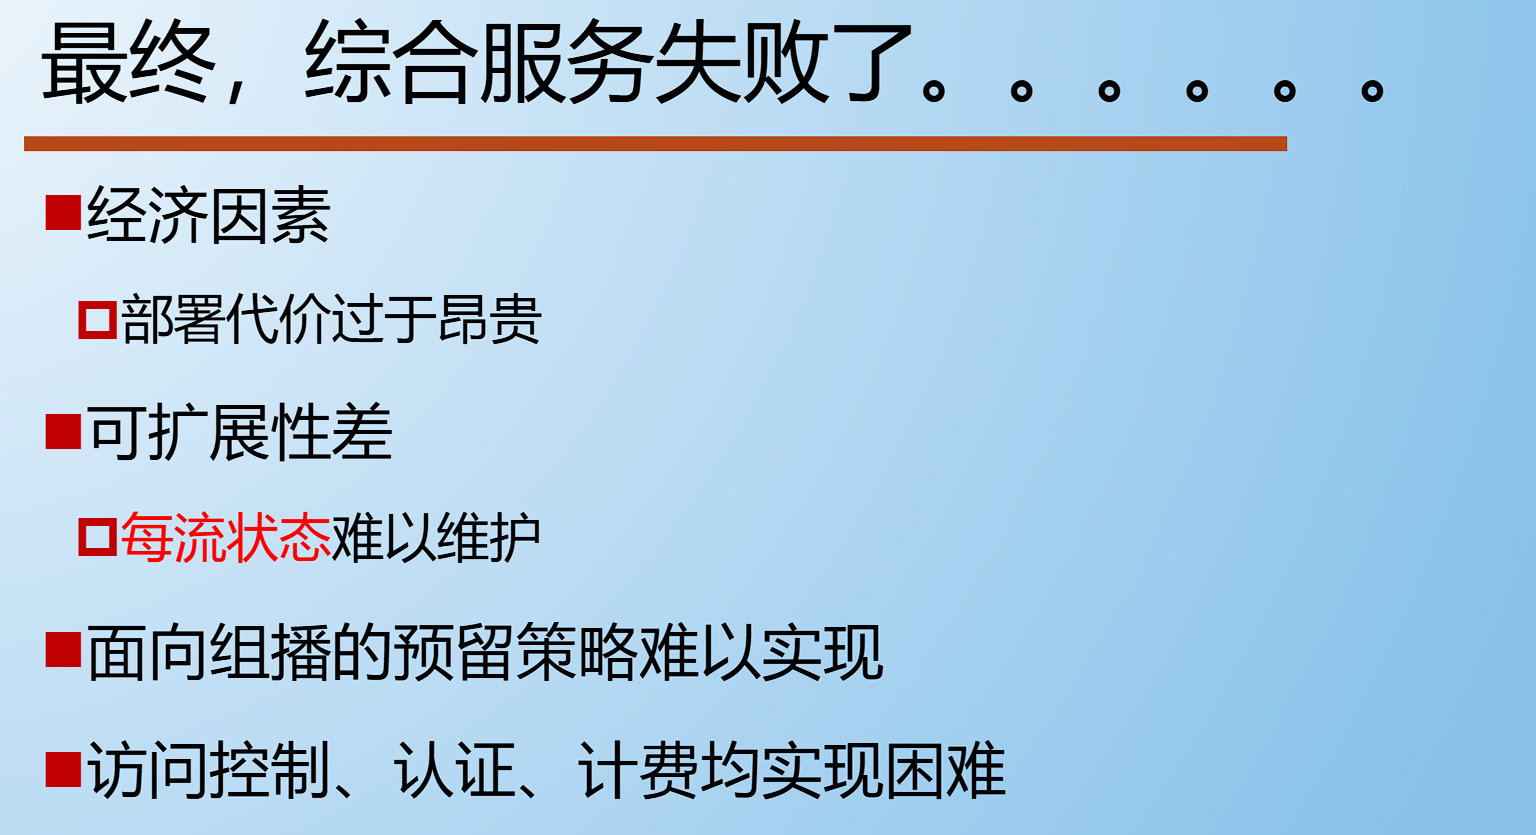 最终，综合服务失败了。。。。。。
经济因素
部署代价过于昂贵
可扩展性差
每流状态难以维护
面向组播的预留策略难以实现
访问控制、认证、计费均实现困难